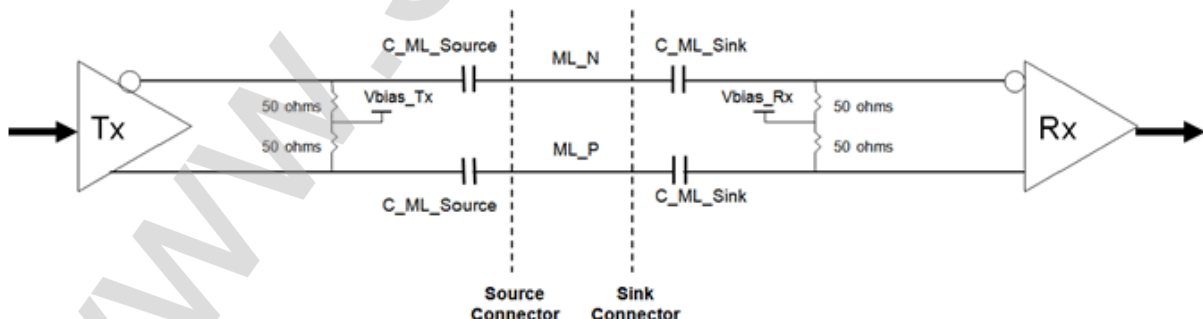 C_ML_Source
ML_N
C_ML_Sink
50 ohms
Vbias_Tx
Vbias_Rx
50 ohms
Tx
Rx
50 ohms
50 ohms
ML_P
C_ML_Source
C_ML_Sink
Source
Connector
Sink
Connector
www.